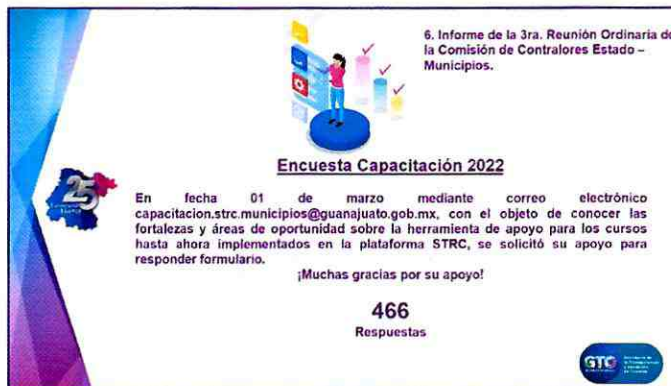 6. Informe de la 3ra. Reunión Ordinaria de
la Comisión de Contralores Estado –
Municipios.
Encuesta Capacitación 2022
25
En fecha 01 de marzo mediante correo electrónico
capacitacion.strc.municipios@guanajuato.gob.mx, con el objeto de conocer las
fortalezas y áreas de oportunidad sobre la herramienta de apoyo para los cursos
hasta ahora implementados en la plataforma STRC, se solicitó su apoyo para
responder formulario.
¡Muchas gracias por su apoyo!
466
Respuestas
GTO